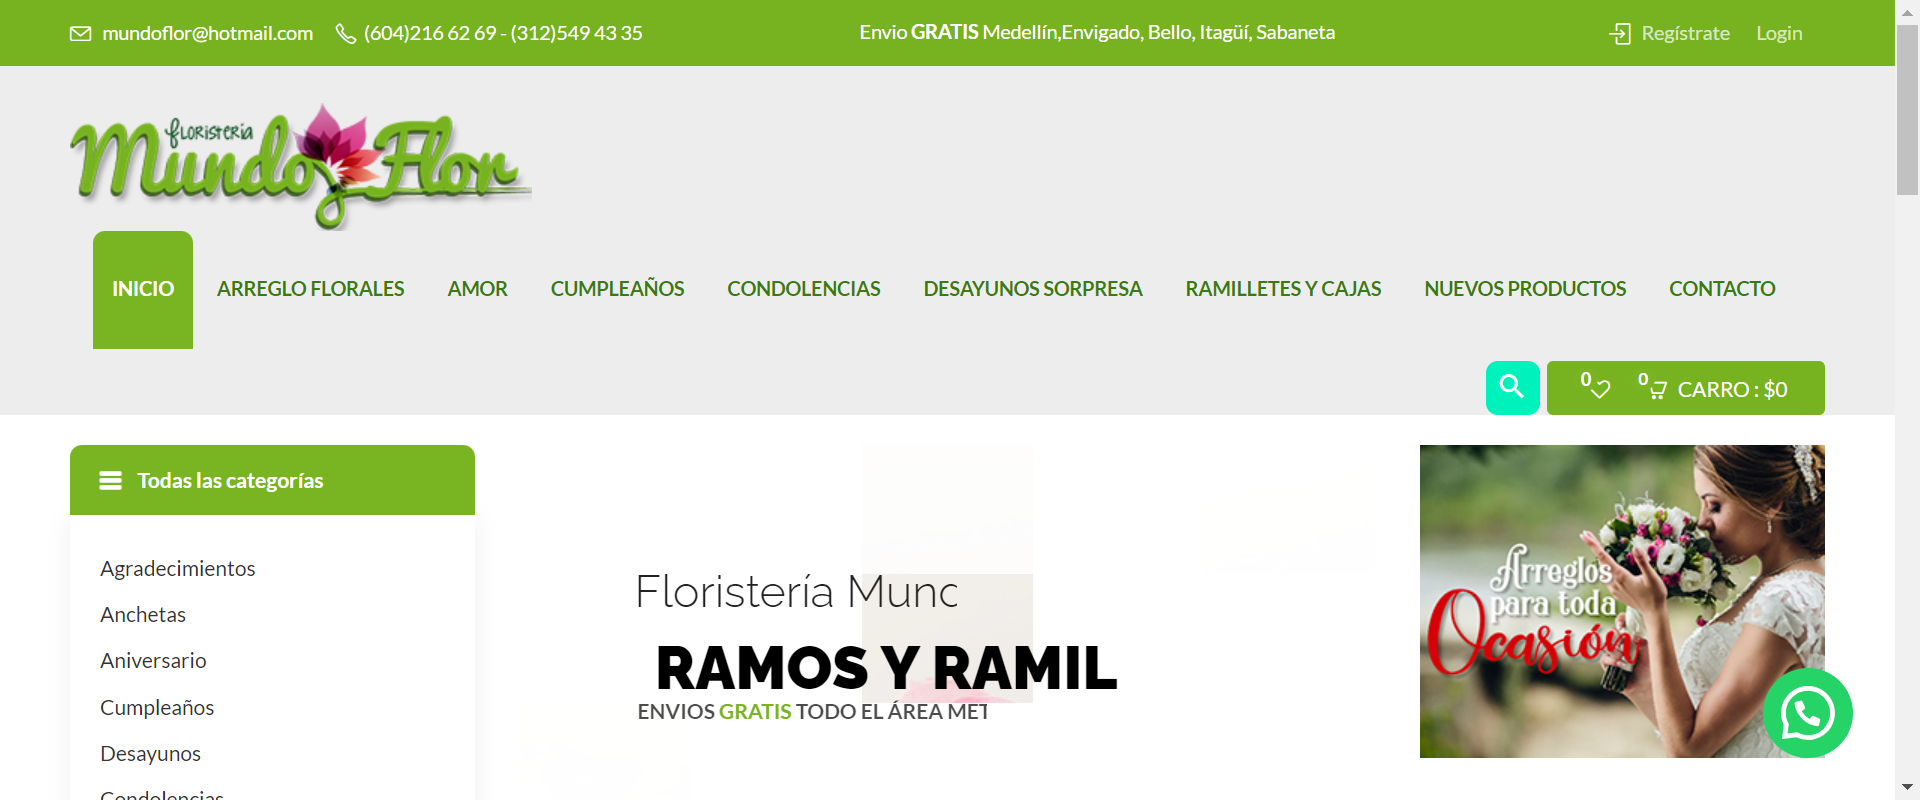 mundoflor@hotmail.com (604)216 62 69 - (312)549 43 35 Envio GRATIS Medellín,Envigado, Bello, Itagüí, Sabaneta Regístrate Login
floristería
Mundo Flor
INICIO ARREGLO FLORALES AMOR CUMPLEAÑOS CONDOLENCIAS DESAYUNOS SORPRESA RAMILLETES Y CAJAS NUEVOS PRODUCTOS CONTACTO
0 0 CARRO : $0
Todas las categorías
Agradecimientos
Anchetas
Aniversario
Cumpleaños
Desayunos
Condolencias
Floristería Munc
RAMOS Y RAMIL
ENVIOS GRATIS TODO EL ÁREA MET
Arreglos
para toda
Ocasión